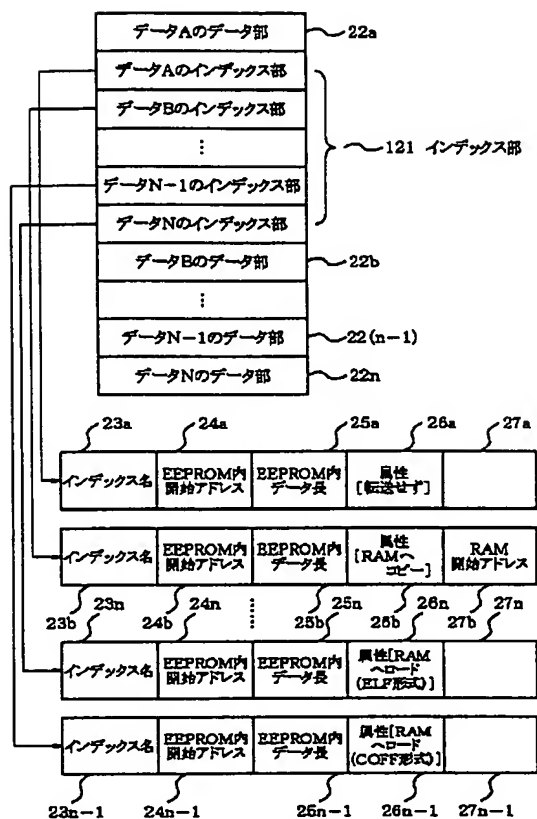 データAのデータ部 22a
データAのインデックス部
データBのインデックス部
⋮
121 インデックス部
データN-1のインデックス部
データNのインデックス部
データBのデータ部 22b
⋮
データN-1のデータ部 22(n-1)
データNのデータ部 22n
23a 24a 25a 26a 27a
インデックス名 EEPROM内 開始アドレス EEPROM内 データ長 属性 [転送せず]
インデックス名 EEPROM内 開始アドレス EEPROM内 データ長 属性 [RAMへ コピー] RAM 開始アドレス
23b 23n 24b 24n 25b 25n 26b 26n 27b 27n
インデックス名 EEPROM内 開始アドレス EEPROM内 データ長 属性[RAM へロード (ELF形式)]
インデックス名 EEPROM内 開始アドレス EEPROM内 データ長 属性[RAM へロード (COFF形式)]
23n-1 24n-1 25n-1 26n-1 27n-1